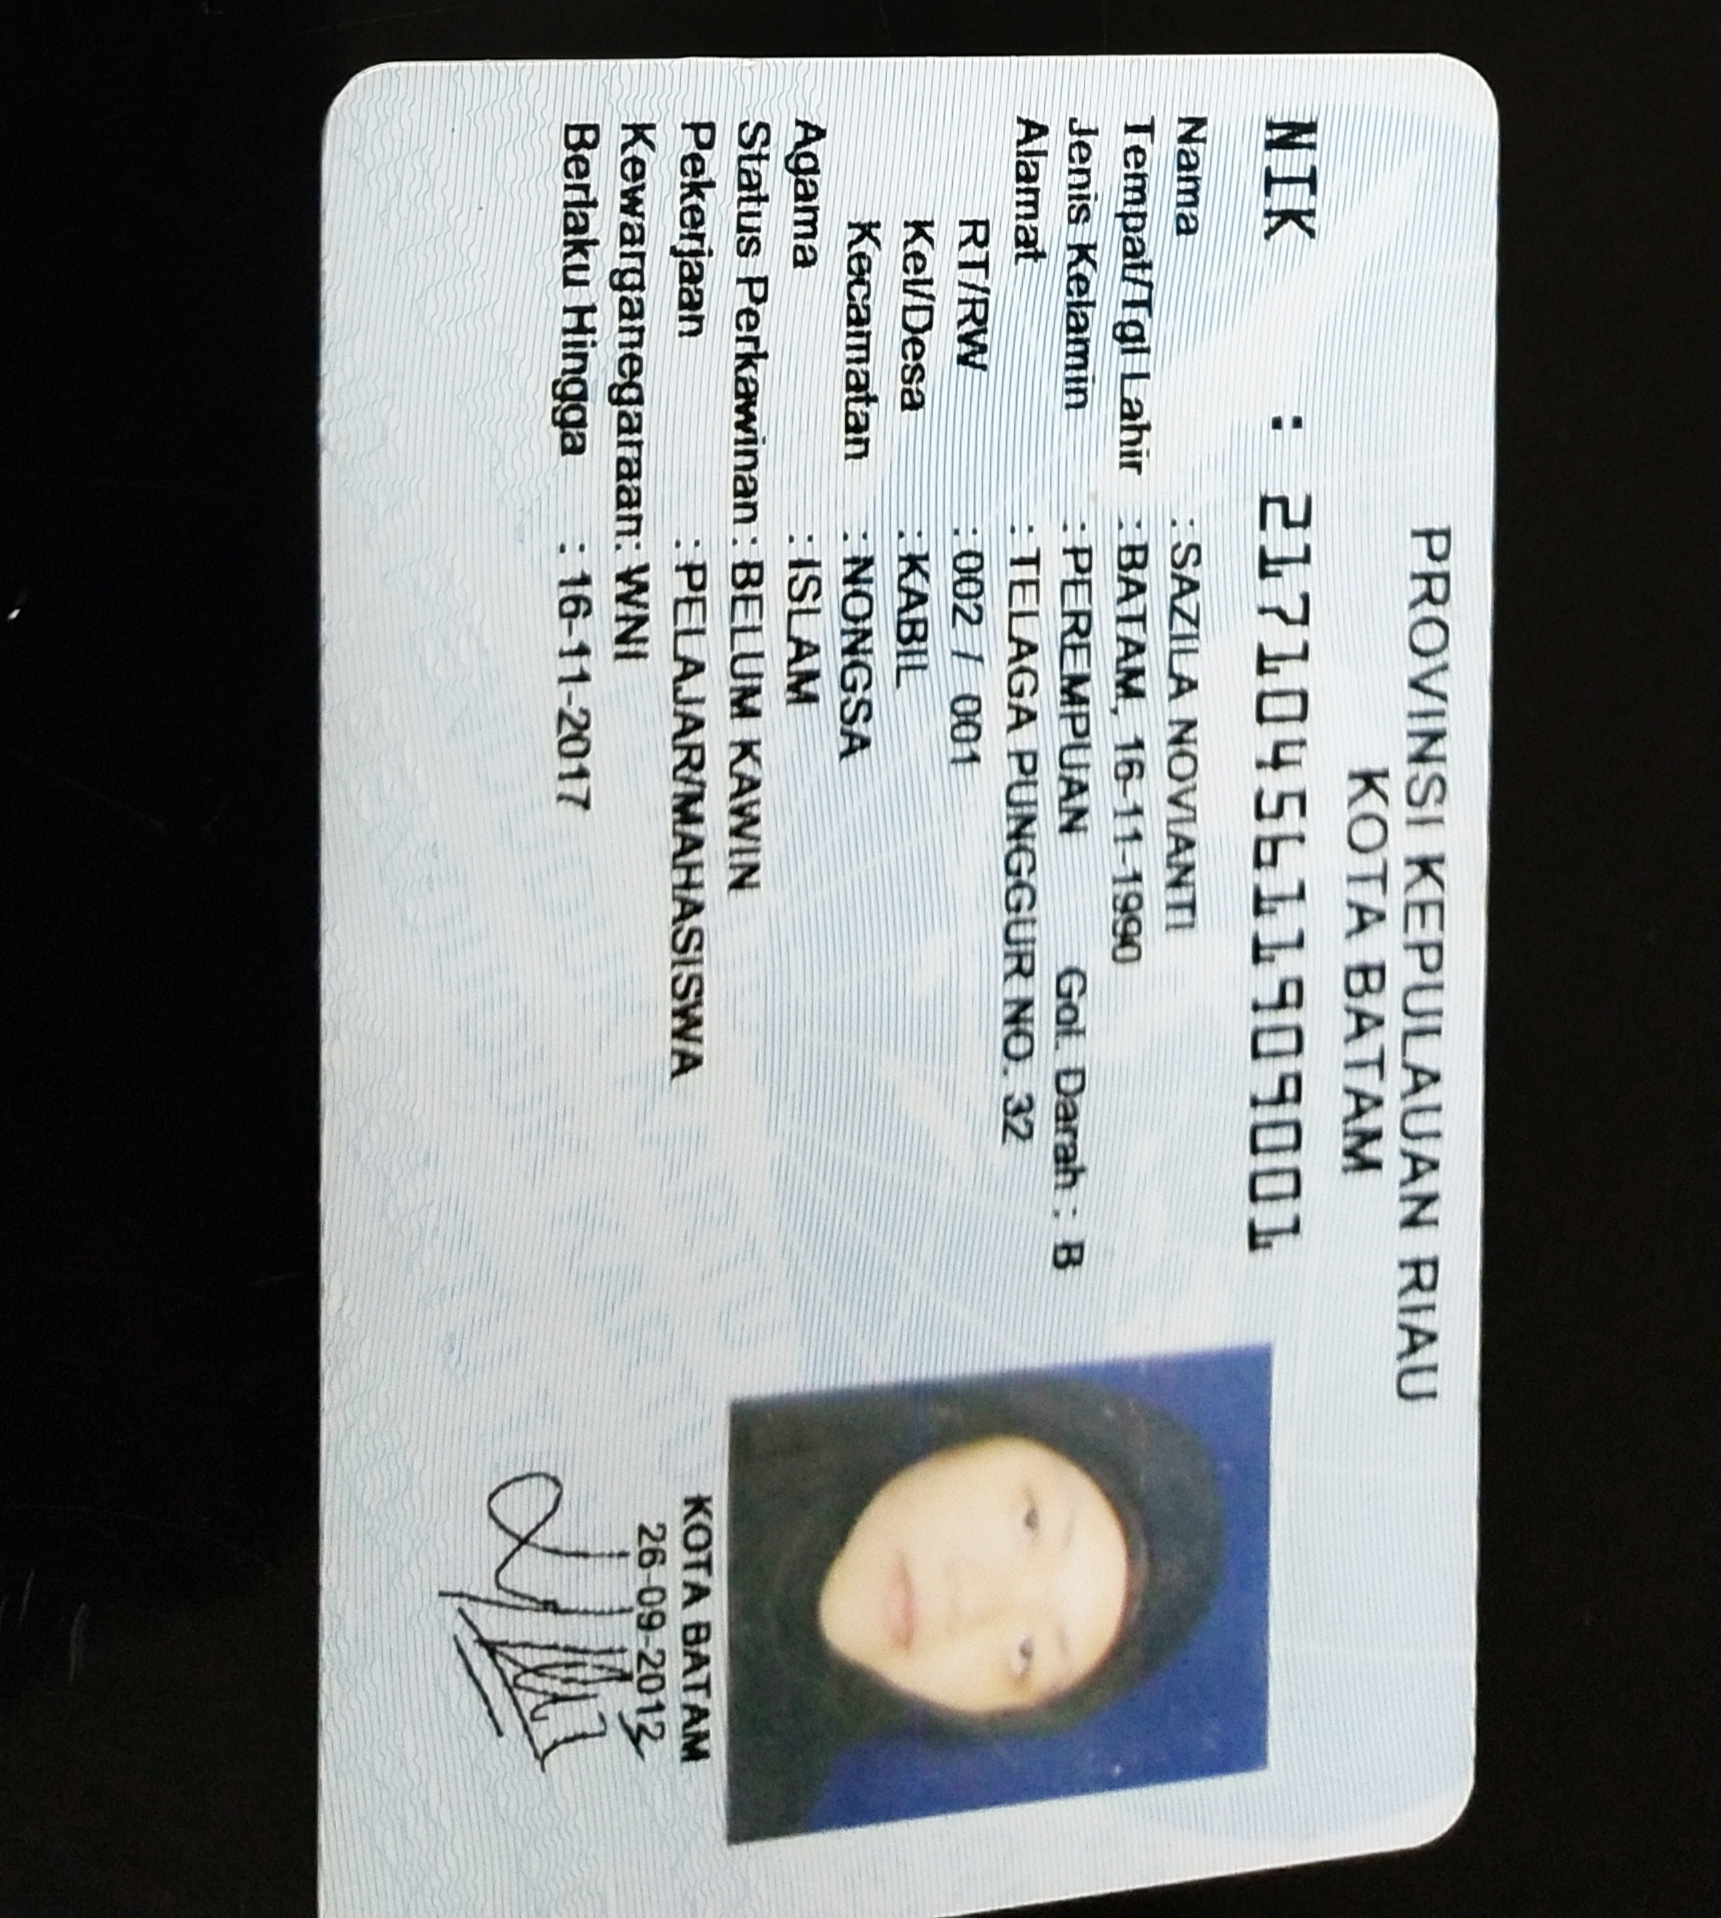 PROVINSI KEPULAUAN RIAU
KOTA BATAM
NIK : 2171045611909001
Nama : SAZILA NOVIANTI
Tempat/Tgl Lahir : BATAM, 16-11-1990
Jenis Kelamin : PEREMPUAN Gol. Darah : B
Alamat : TELAGA PUNGGUR NO. 32
RT/RW : 002 / 001
Kel/Desa : KABIL
Kecamatan : NONGSA
Agama : ISLAM
Status Perkawinan : BELUM KAWIN
Pekerjaan : PELAJAR/MAHASISWA
Kewarganegaraan: WNI
Berlaku Hingga : 16-11-2017
KOTA BATAM
26-09-2012